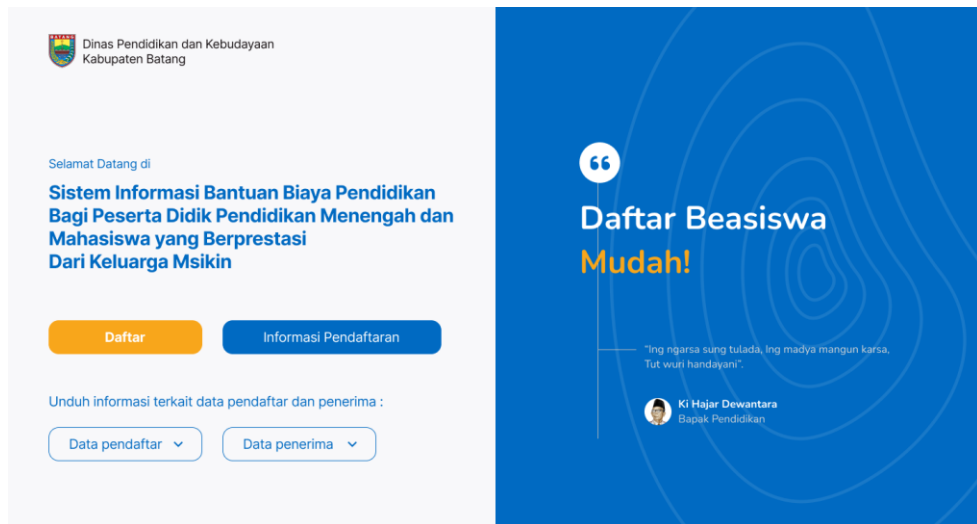 BATANG
Dinas Pendidikan dan Kebudayaan
Kabupaten Batang
Selamat Datang di
Sistem Informasi Bantuan Biaya Pendidikan
Bagi Peserta Didik Pendidikan Menengah dan
Mahasiswa yang Berprestasi
Dari Keluarga Msikin
Daftar
Informasi Pendaftaran
Unduh informasi terkait data pendaftar dan penerima :
Data pendaftar
Data penerima
“
Daftar Beasiswa
Mudah!
“Ing ngarsa sung tulada, Ing madya mangun karsa,
Tut wuri handayani”.
Ki Hajar Dewantara
Bapak Pendidikan